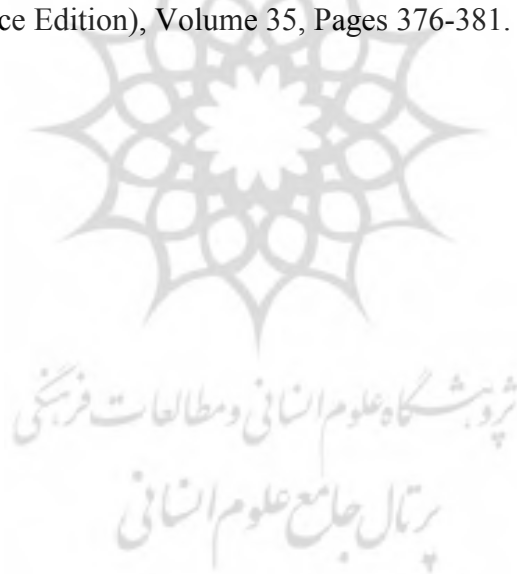 ce Edition), Volume 35, Pages 376-381.
پژوهشگاه علوم انسانی و مطالعات فرهنگی
پرتال جامع علوم انسانی